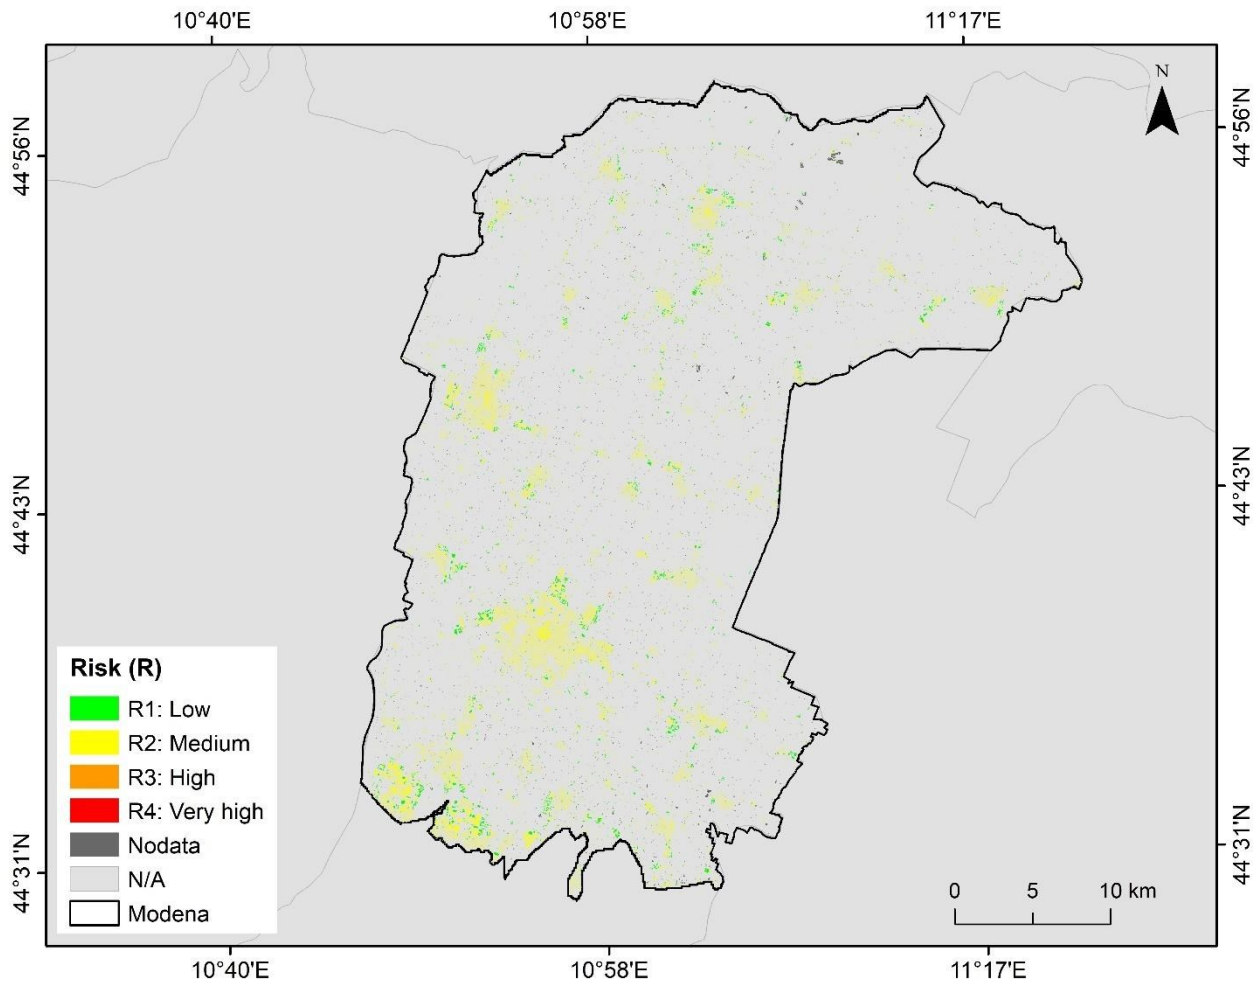 10°40'E 10°58'E 11°17'E
N
44°56'N 44°56'N
44°43'N 44°43'N
Risk (R)
R1: Low
R2: Medium
R3: High
R4: Very high
Nodata
N/A
Modena
44°31'N 44°31'N
0 5 10 km
10°40'E 10°58'E 11°17'E